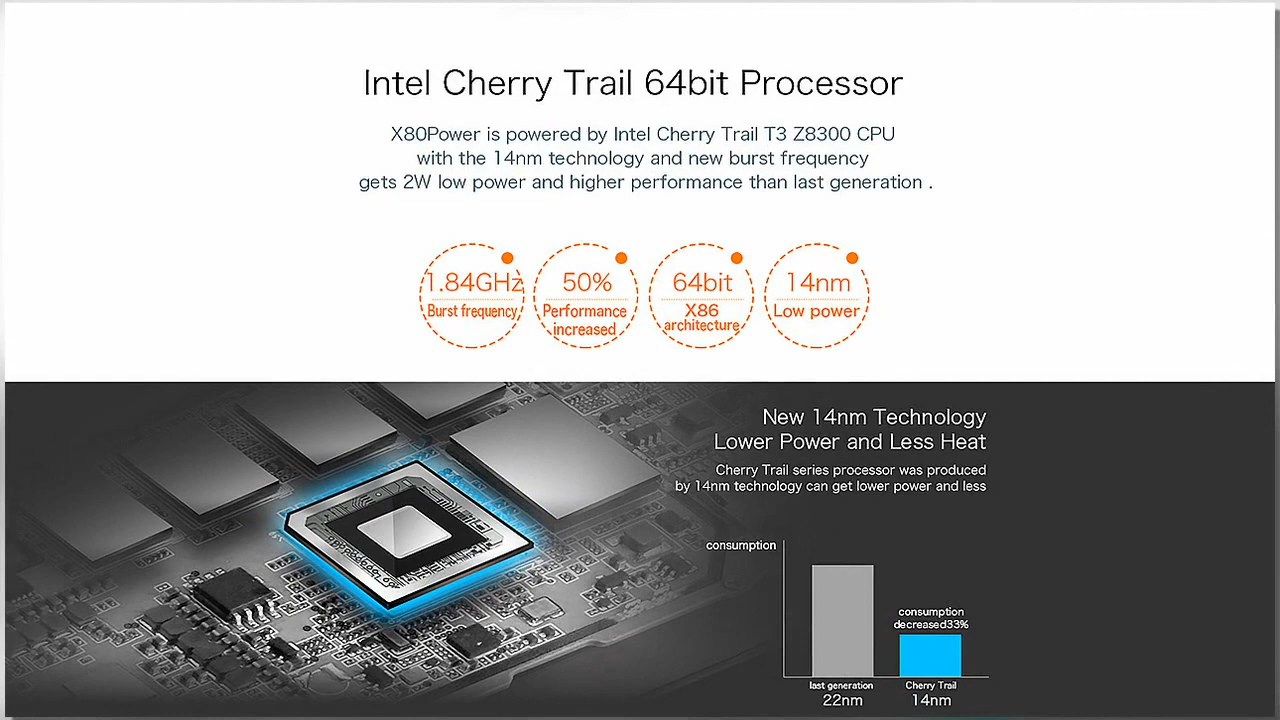 Intel Cherry Trail 64bit Processor
X80Power is powered by Intel Cherry Trail T3 Z8300 CPU
with the 14nm technology and new burst frequency
gets 2W low power and higher performance than last generation .
1.84GHz
Burst frequency
50%
Performance
increased
64bit
X86
architecture
14nm
Low power
New 14nm Technology
Lower Power and Less Heat
Cherry Trail series processor was produced
by 14nm technology can get lower power and less
consumption
consumption
decreased33%
last generation
22nm
Cherry Trail
14nm